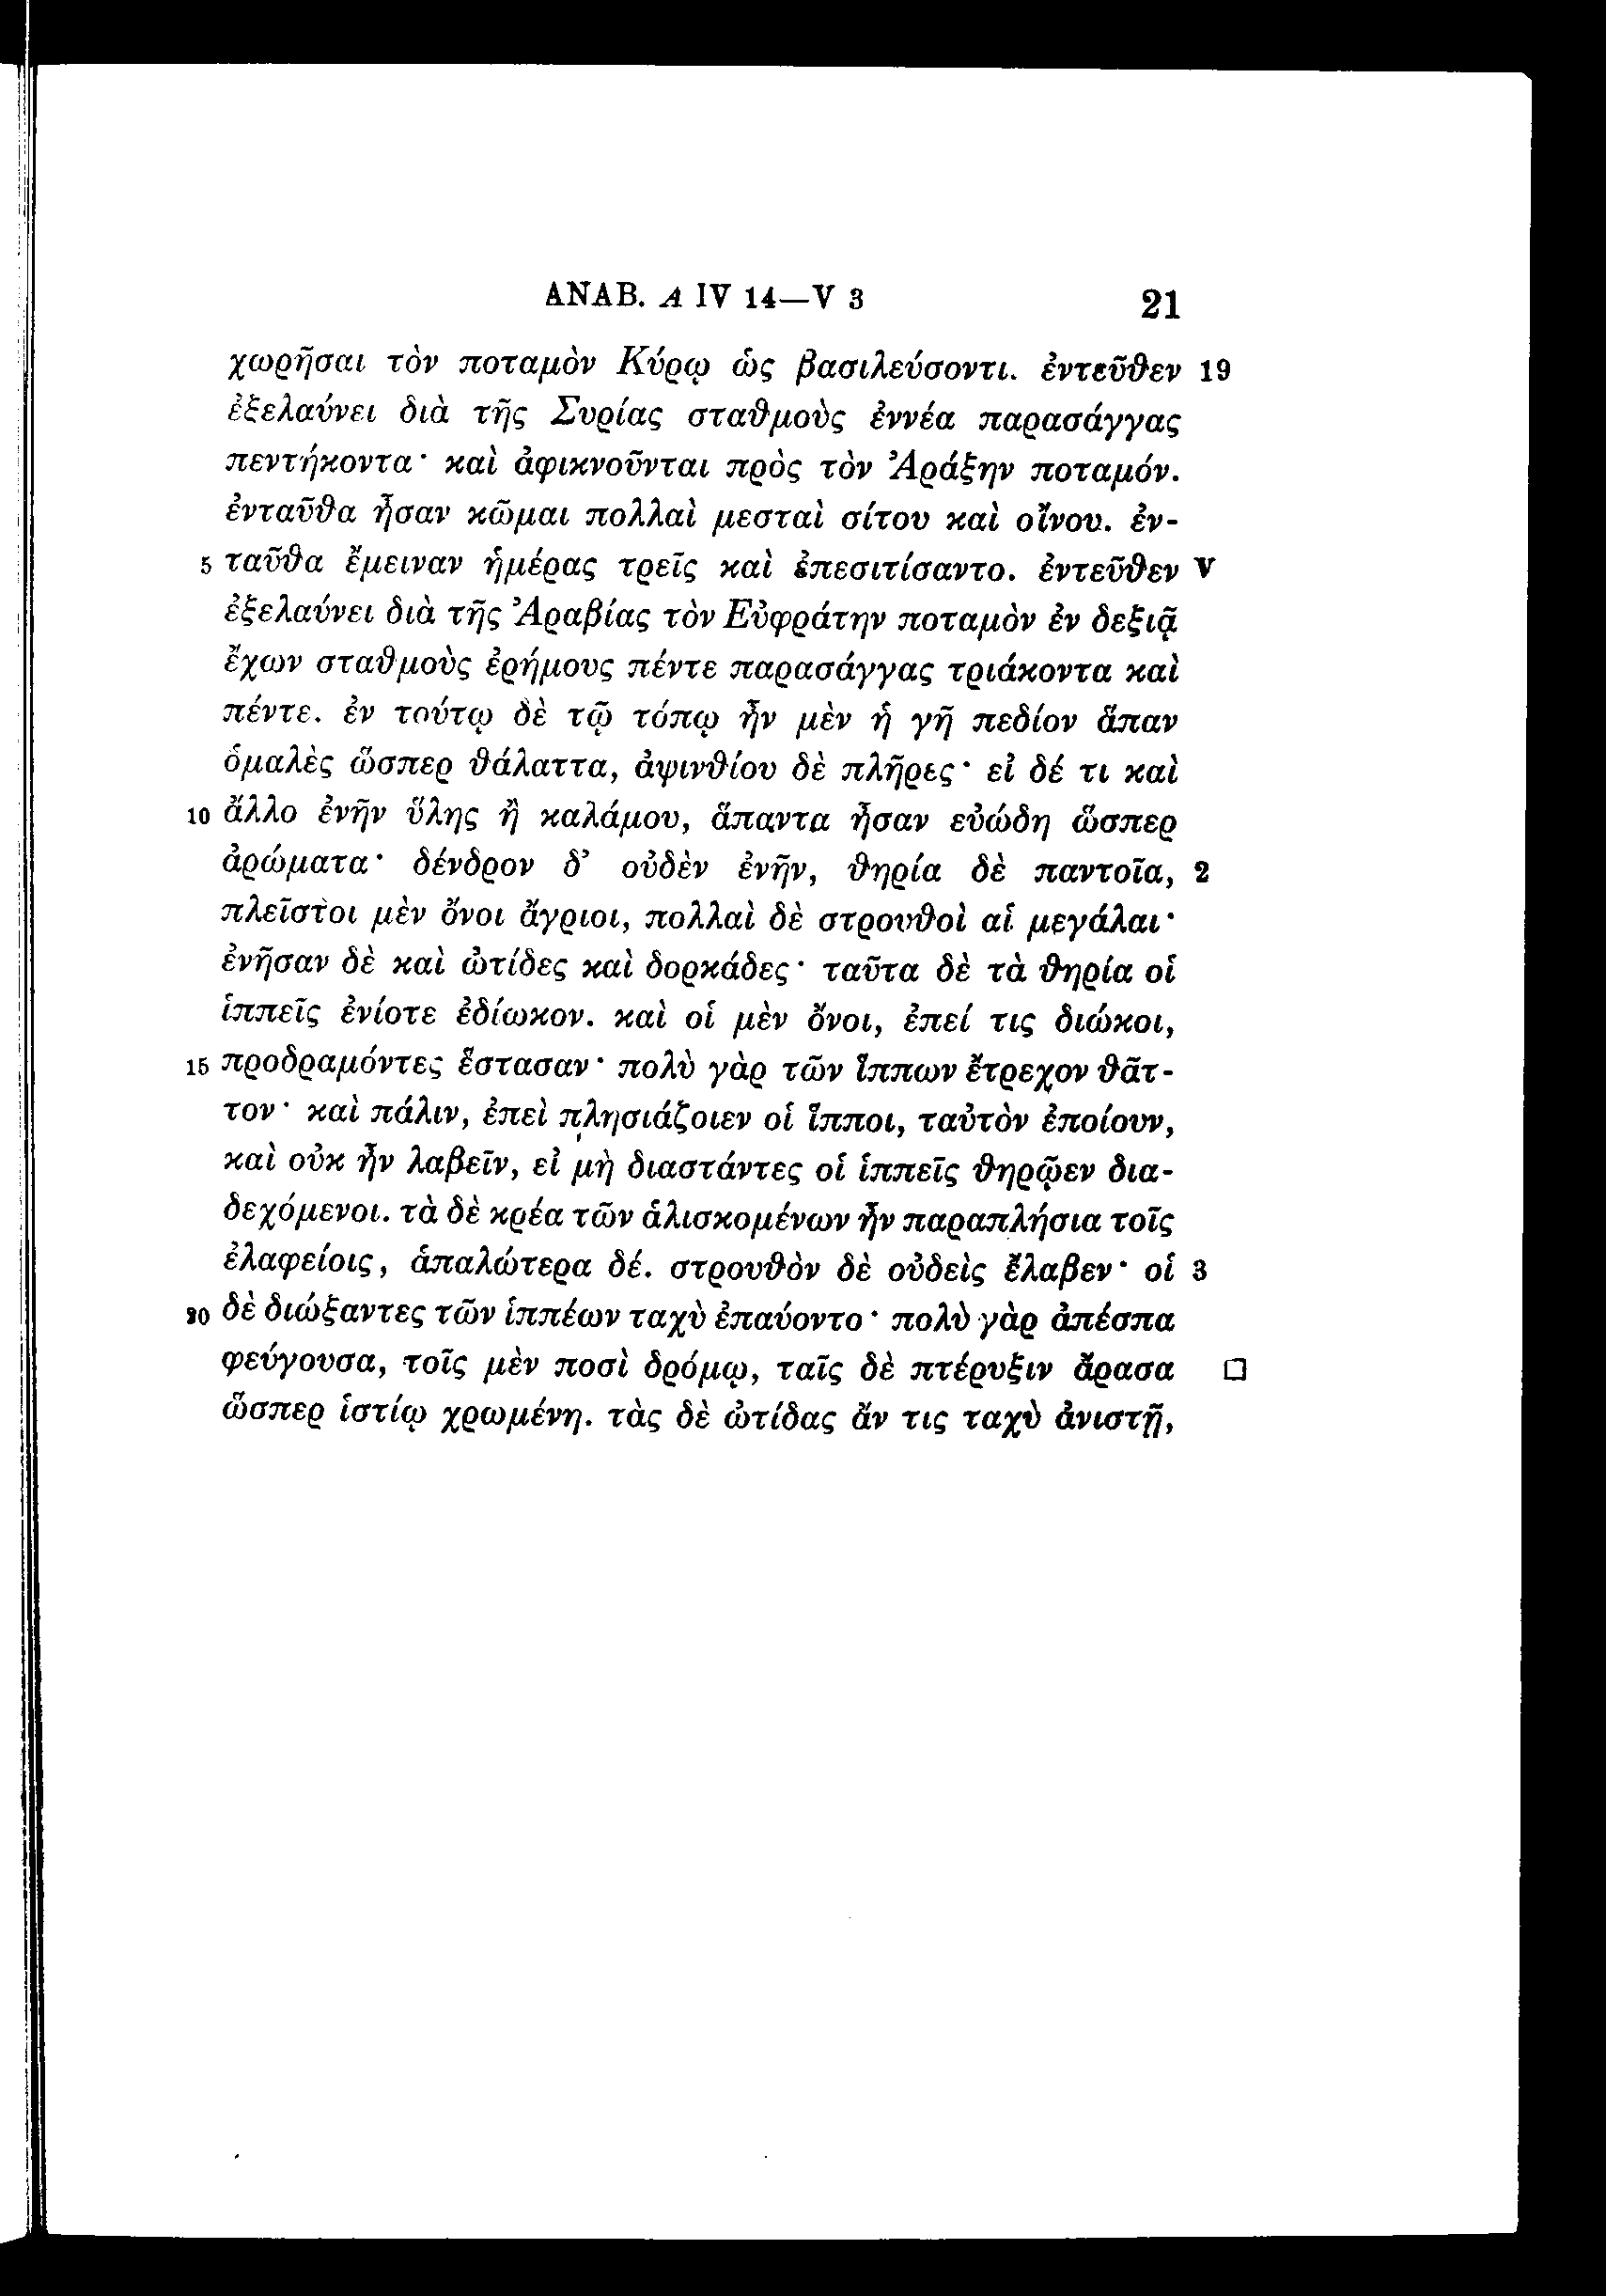 ANAB. A IV 14—V 3 21
χωρῆσαι τὸν ποταμὸν Κύρῳ ὡς βασιλεύσοντι. ἐντεῦθεν 19
ἐξελαύνει διὰ τῆς Συρίας σταθμοὺς ἐννέα παρασάγγας
πεντήκοντα· καὶ ἀφικνοῦνται πρὸς τὸν Ἀράξην ποταμόν.
ἐνταῦθα ἦσαν κῶμαι πολλαὶ μεσταὶ σίτου καὶ οἴνου. ἐν-
5 ταῦθα ἔμειναν ἡμέρας τρεῖς καὶ ἐπεσιτίσαντο. ἐντεῦθεν V
ἐξελαύνει διὰ τῆς Ἀραβίας τὸν Εὐφράτην ποταμὸν ἐν δεξιᾷ
ἔχων σταθμοὺς ἐρήμους πέντε παρασάγγας τριάκοντα καὶ
πέντε. ἐν τούτῳ δὲ τῷ τόπῳ ἦν μὲν ἡ γῆ πεδίον ἅπαν
ὁμαλὲς ὥσπερ θάλαττα, ἀψινθίου δὲ πλῆρες· εἰ δέ τι καὶ
10 ἄλλο ἐνῆν ὕλης ἢ καλάμου, ἅπαντα ἦσαν εὐώδη ὥσπερ
ἀρώματα· δένδρον δ’ οὐδὲν ἐνῆν, θηρία δὲ παντοῖα, 2
πλεῖστοι μὲν ὄνοι ἄγριοι, πολλαὶ δὲ στρουθοὶ αἱ μεγάλαι·
ἐνῆσαν δὲ καὶ ὠτίδες καὶ δορκάδες· ταῦτα δὲ τὰ θηρία οἱ
ἱππεῖς ἐνίοτε ἐδίωκον. καὶ οἱ μὲν ὄνοι, ἐπεί τις διώκοι,
15 προδραμόντες ἕστασαν· πολὺ γὰρ τῶν ἵππων ἔτρεχον θᾶτ-
τον· καὶ πάλιν, ἐπεὶ πλησιάζοιεν οἱ ἵπποι, ταὐτὸν ἐποίουν,
καὶ οὐκ ἦν λαβεῖν, εἰ μὴ διαστάντες οἱ ἱππεῖς θηρῷεν δια-
δεχόμενοι. τὰ δὲ κρέα τῶν ἁλισκομένων ἦν παραπλήσια τοῖς
ἐλαφείοις, ἁπαλώτερα δέ. στρουθὸν δὲ οὐδεὶς ἔλαβεν· οἱ 3
20 δὲ διώξαντες τῶν ἱππέων ταχὺ ἐπαύοντο· πολὺ γὰρ ἀπέσπα
φεύγουσα, τοῖς μὲν ποσὶ δρόμῳ, ταῖς δὲ πτέρυξιν ἄρασα □
ὥσπερ ἱστίῳ χρωμένη. τὰς δὲ ὠτίδας ἄν τις ταχὺ ἀνιστῇ,